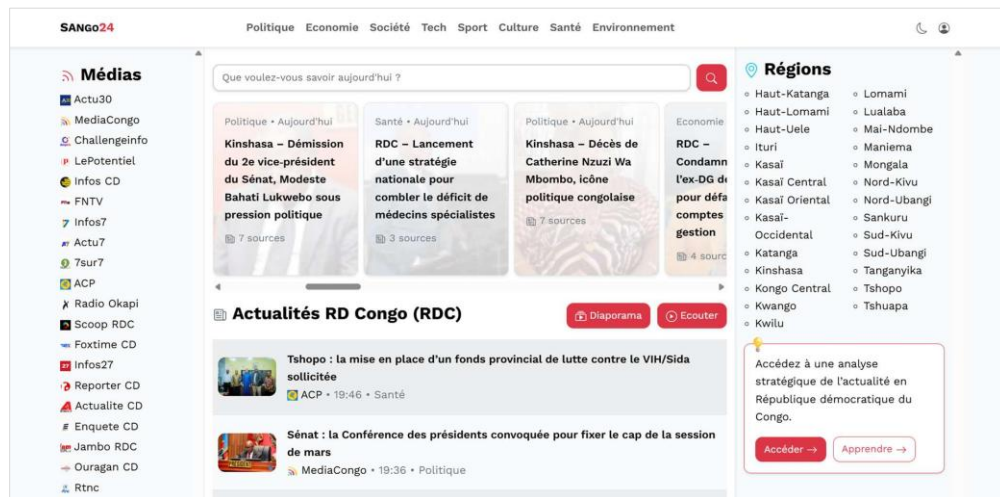 SANGO24
Politique Economie Société Tech Sport Culture Santé Environnement
Médias
Actu30
MediaCongo
Challengeinfo
LePotentiel
Infos CD
FNTV
Infos7
Actu7
7sur7
ACP
Radio Okapi
Scoop RDC
Foxtime CD
Infos27
Reporter CD
Actualite CD
Enquete CD
Jambo RDC
Ouragan CD
Rtnc
Que voulez-vous savoir aujourd'hui ?
Politique • Aujourd'hui
Kinshasa – Démission
du 2e vice-président
du Sénat, Modeste
Bahati Lukwebo sous
pression politique
7 sources
Santé • Aujourd'hui
RDC – Lancement
d'une stratégie
nationale pour
combler le déficit de
médecins spécialistes
3 sources
Politique • Aujourd'hui
Kinshasa – Décès de
Catherine Nzuzi Wa
Mbombo, icône
politique congolaise
7 sources
Economie
RDC –
Condamn
l'ex-DG d
pour défa
comptes
gestion
4 sourc
Actualités RD Congo (RDC)
Diaporama
Ecouter
Tshopo : la mise en place d'un fonds provincial de lutte contre le VIH/Sida
sollicitée
ACP • 19:46 • Santé
Sénat : la Conférence des présidents convoquée pour fixer le cap de la session
de mars
MediaCongo • 19:36 • Politique
Régions
Haut-Katanga
Haut-Lomami
Haut-Uele
Ituri
Kasaï
Kasaï Central
Kasaï Oriental
Kasaï-
Occidental
Katanga
Kinshasa
Kongo Central
Kwango
Kwilu
Lomami
Lualaba
Mai-Ndombe
Maniema
Mongala
Nord-Kivu
Nord-Ubangi
Sankuru
Sud-Kivu
Sud-Ubangi
Tanganyika
Tshopo
Tshuapa
Accédez à une analyse
stratégique de l'actualité en
République démocratique du
Congo.
Accéder →
Apprendre →